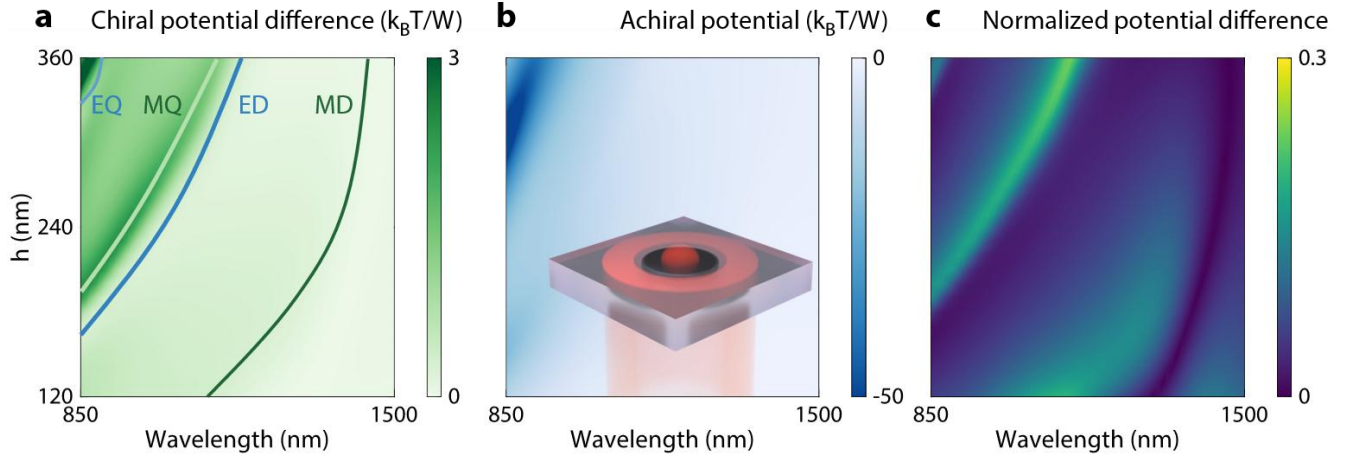 a Chiral potential difference (kBT/W)
3
0
360
240
120
h (nm)
EQ MQ ED MD
850 1500
Wavelength (nm)
b Achiral potential (kBT/W)
0
-50
850 1500
Wavelength (nm)
c Normalized potential difference
0.3
0
850 1500
Wavelength (nm)